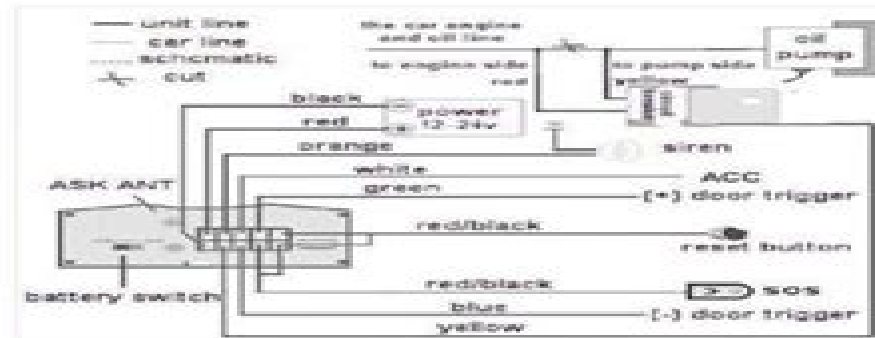 unit line
car line
schematic
cut
the car engine
and oil line
to engine side
red
to pump side
yellow
oil
pump
black
red
power
12-24v
orange
siren
white
ACC
green
[+] door trigger
ASK ANT
red/black
reset button
battery switch
red/black
SOS
blue
[-] door trigger
yellow